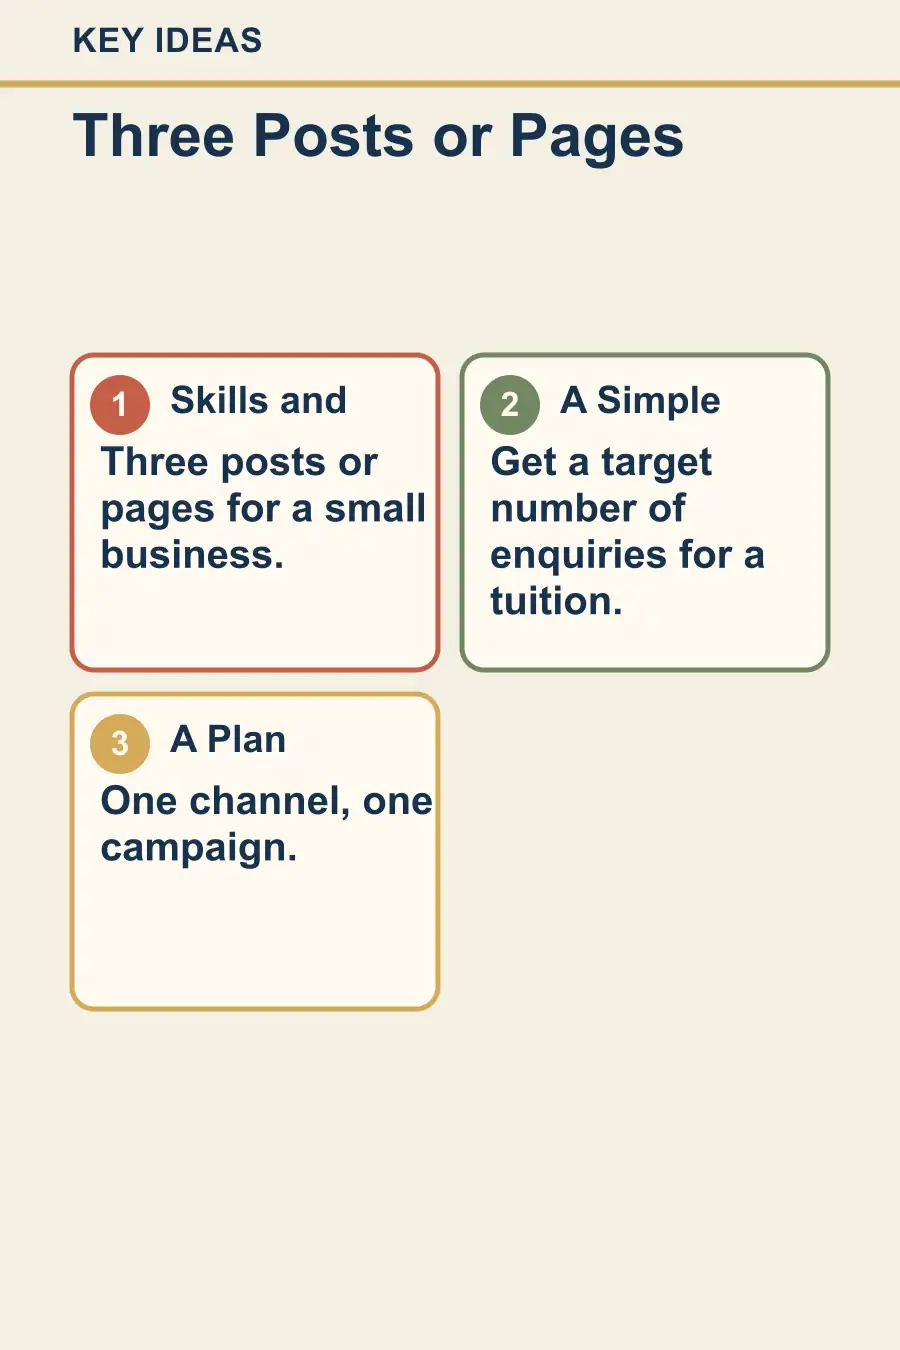 KEY IDEAS
Three Posts or Pages
1
Skills and
Three posts or
pages for a small
business.
2
A Simple
Get a target
number of
enquiries for a
tuition.
3
A Plan
One channel, one
campaign.